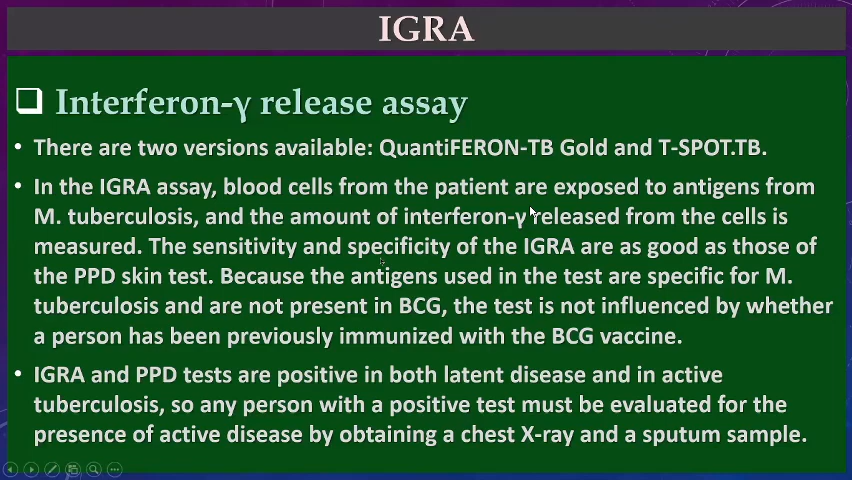 IGRA
Interferon-γ release assay
• There are two versions available: QuantiFERON-TB Gold and T-SPOT.TB.
• In the IGRA assay, blood cells from the patient are exposed to antigens from
M. tuberculosis, and the amount of interferon-γ released from the cells is
measured. The sensitivity and specificity of the IGRA are as good as those of
the PPD skin test. Because the antigens used in the test are specific for M.
tuberculosis and are not present in BCG, the test is not influenced by whether
a person has been previously immunized with the BCG vaccine.
• IGRA and PPD tests are positive in both latent disease and in active
tuberculosis, so any person with a positive test must be evaluated for the
presence of active disease by obtaining a chest X-ray and a sputum sample.